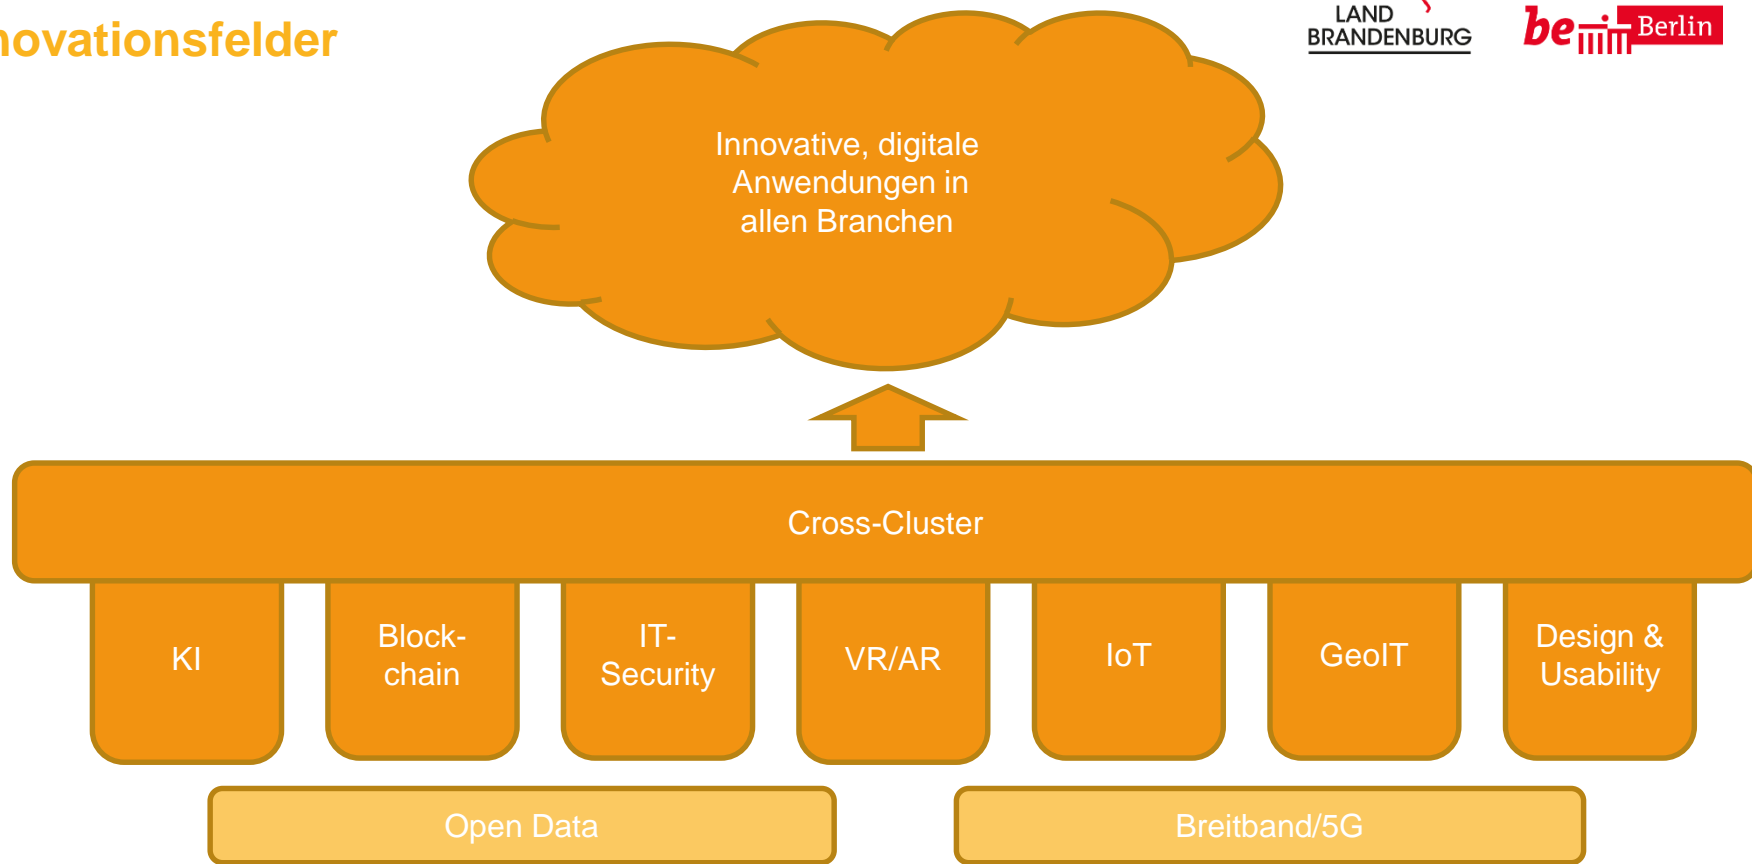 novationsfelder
LAND
BRANDENBURG
be Berlin
Innovative, digitale
Anwendungen in
allen Branchen
Cross-Cluster
KI
Block-
chain
IT-
Security
VR/AR
IoT
GeoIT
Design &
Usability
Open Data
Breitband/5G